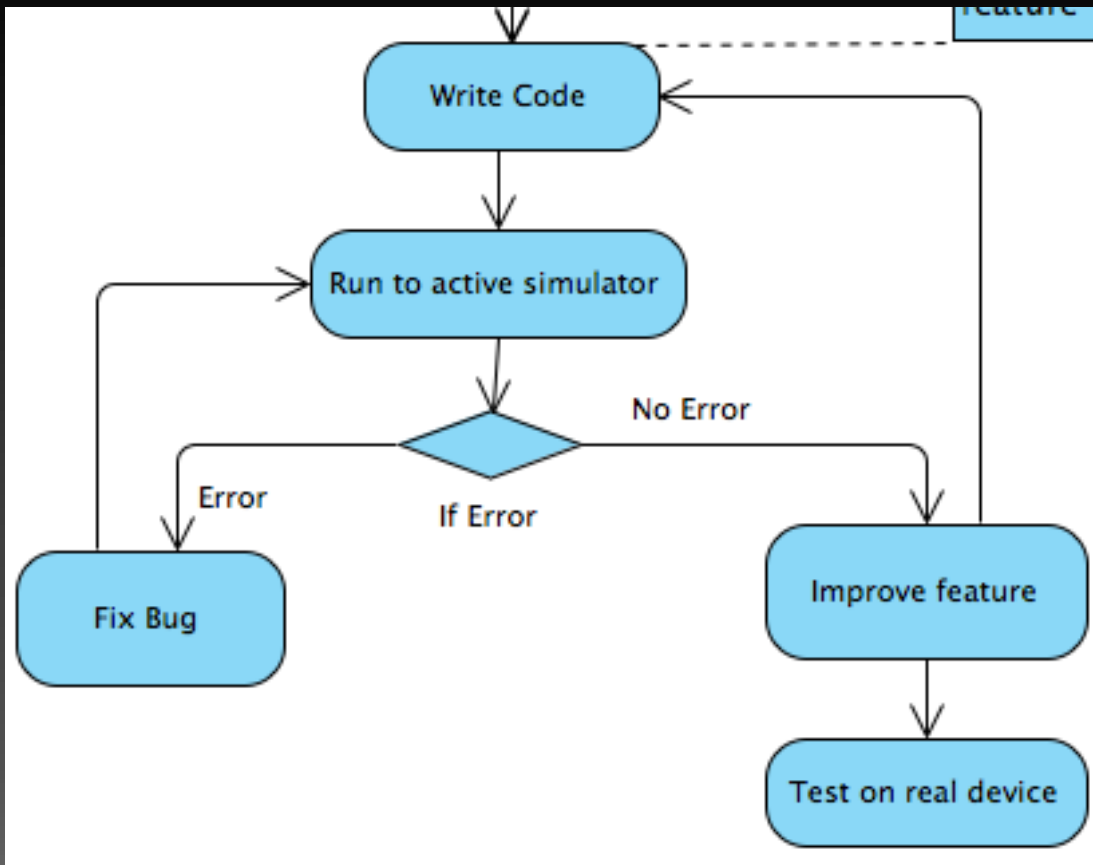 feature
Write Code
Run to active simulator
No Error
Error
If Error
Improve feature
Fix Bug
Test on real device